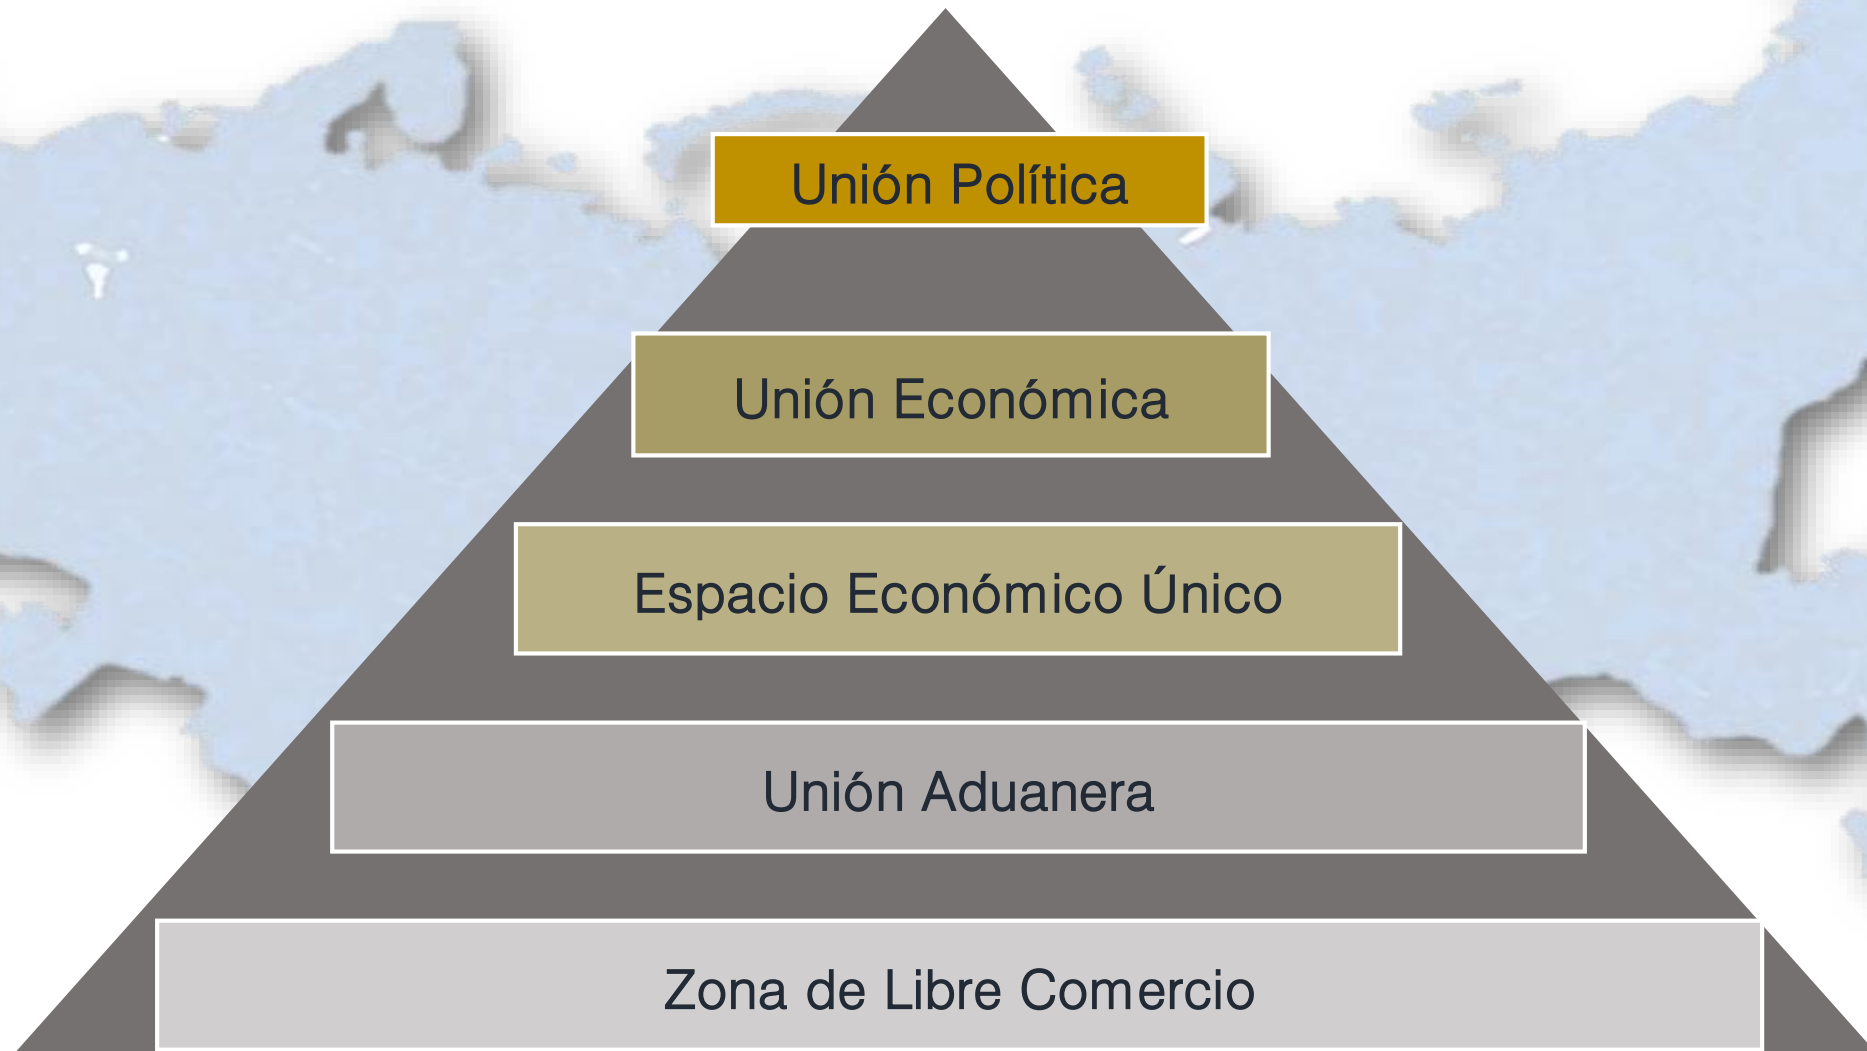 Unión Política
Unión Económica
Espacio Económico Único
Unión Aduanera
Zona de Libre Comercio